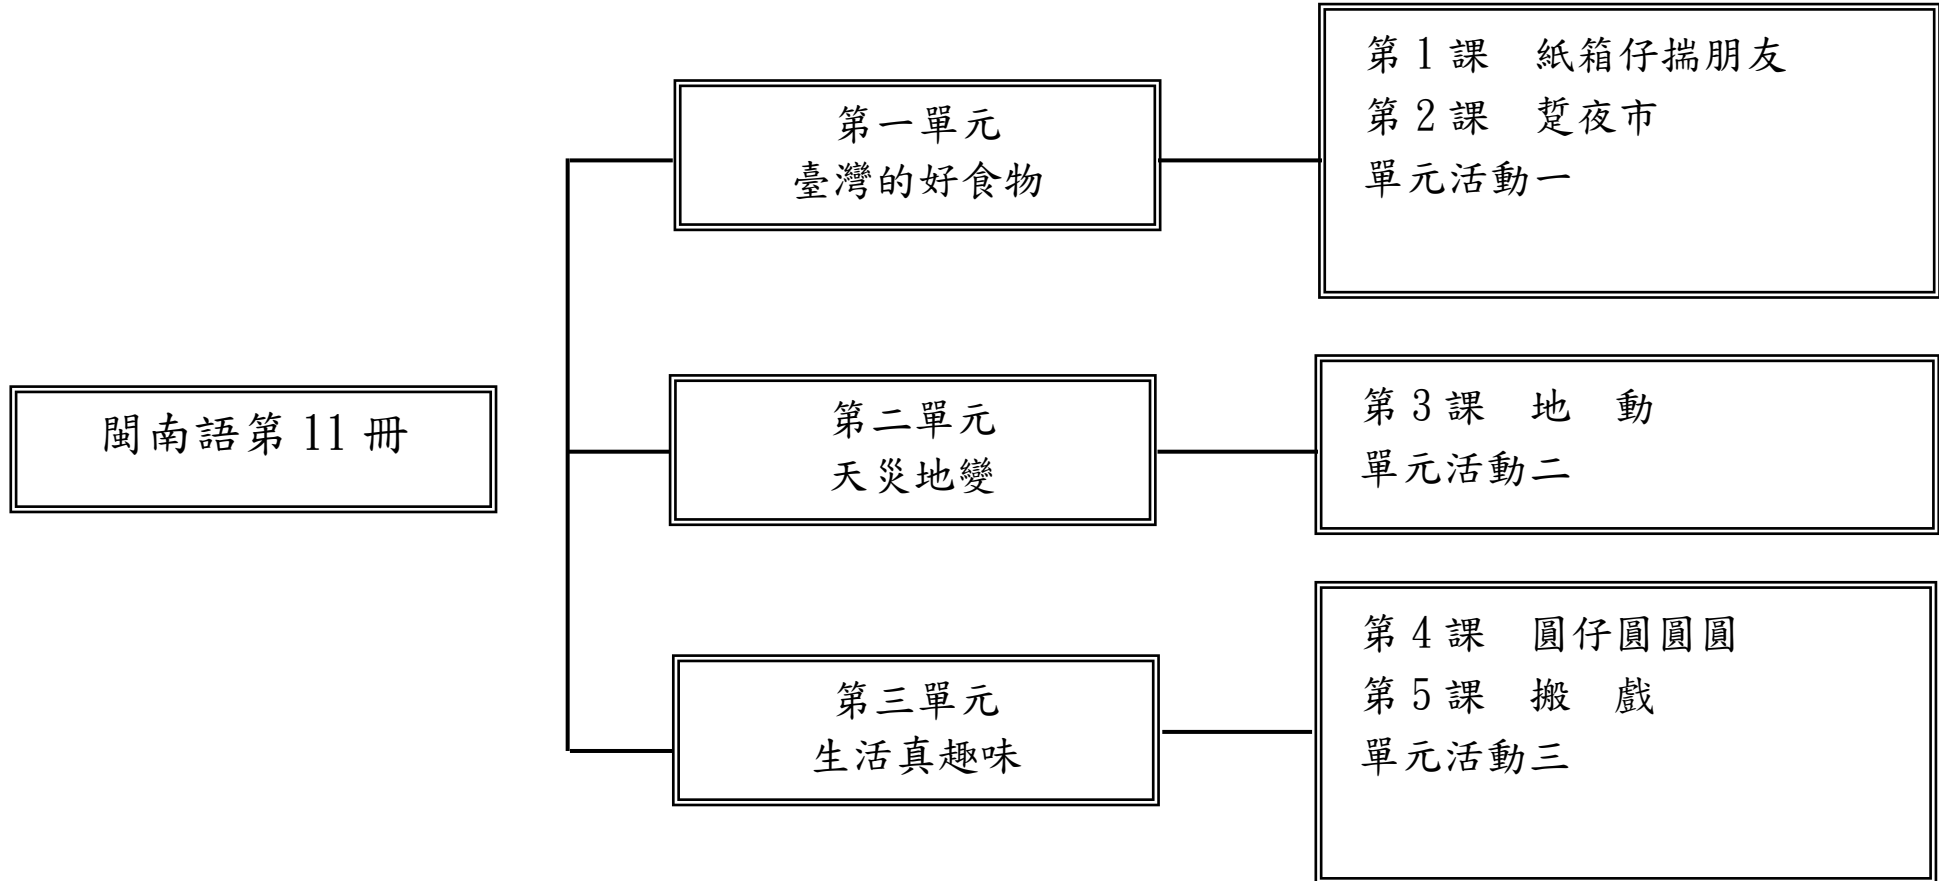 閩南語第 11 冊
第一單元
臺灣的好食物
第 1 課　紙箱仔揣朋友
第 2 課　踅夜市
單元活動一
第二單元
天災地變
第 3 課　地　動
單元活動二
第三單元
生活真趣味
第 4 課　圓仔圓圓圓
第 5 課　搬　戲
單元活動三